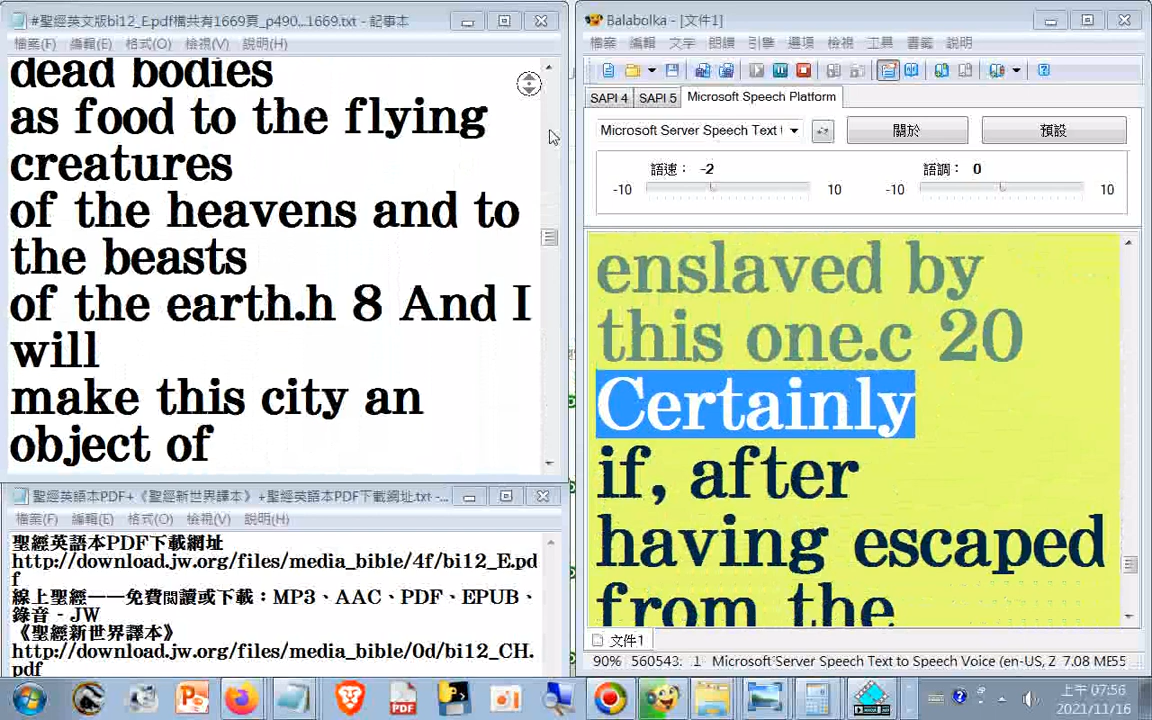 #聖經英文版bi12_E.pdf檔共有1669頁_p490,..1669.txt - 記事本
檔案(F) 編輯(E) 格式(O) 檢視(V) 說明(H)
dead bodies
as food to the flying
creatures
of the heavens and to
the beasts
of the earth.h 8 And I
will
make this city an
object of
聖經英語本PDF+《聖經新世界譯本》+聖經英語本PDF下載網址.txt -...
檔案(F) 編輯(E) 格式(O) 檢視(V) 說明(H)
聖經英語本PDF下載網址
http://download.jw.org/files/media_bible/4f/bi12_E.pd
f
線上聖經——免費閱讀或下載：MP3、AAC、PDF、EPUB、
錄音 - JW
《聖經新世界譯本》
http://download.jw.org/files/media_bible/0d/bi12_CH.
pdf
Balabolka - [文件1]
檔案 編輯 文字 朗讀 引擎 選項 檢視 工具 書籤 說明
SAPI 4 SAPI 5 Microsoft Speech Platform
Microsoft Server Speech Text 關於 預設
語速： -2 語調： 0
-10 10 -10 10
enslaved by
this one.c 20
Certainly
if, after
having escaped
from the
文件1
90% 560543: 1 Microsoft Server Speech Text to Speech Voice (en-US, Z 7.08 ME55
PDF
上午 07:56
2021/11/16